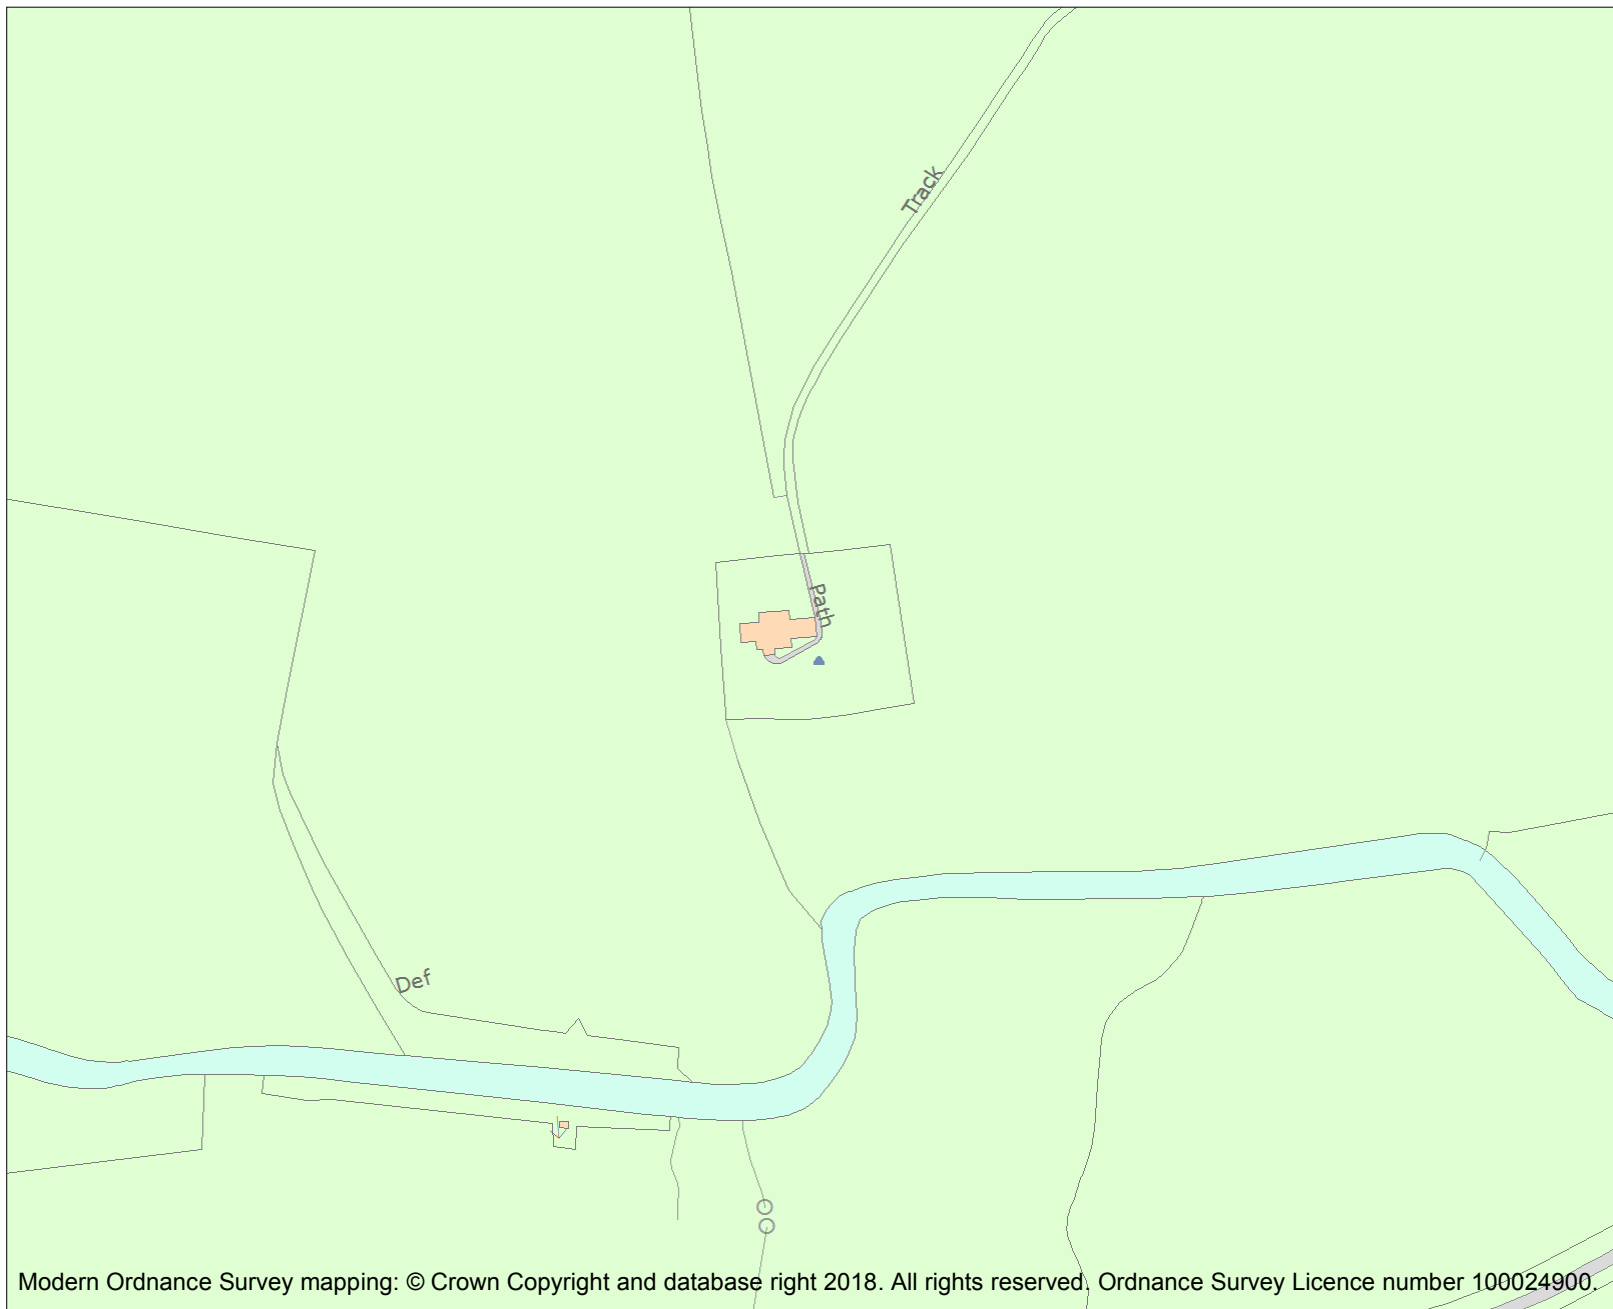 Track
Path
Def
Modern Ordnance Survey mapping: © Crown Copyright and database right 2018. All rights reserved. Ordnance Survey Licence number 100024900.